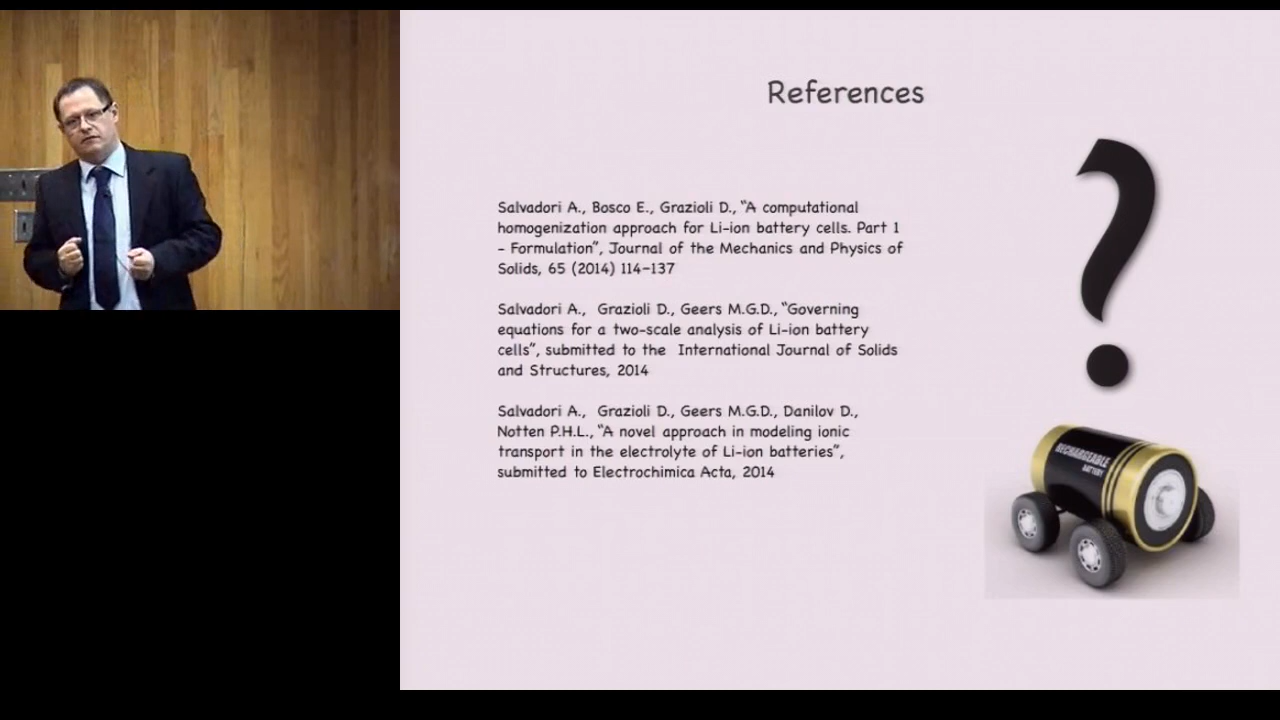 References
Salvadori A., Bosco E., Grazioli D., “A computational
homogenization approach for Li-ion battery cells. Part 1
- Formulation”, Journal of the Mechanics and Physics of
Solids, 65 (2014) 114-137
Salvadori A., Grazioli D., Geers M.G.D., “Governing
equations for a two-scale analysis of Li-ion battery
cells”, submitted to the International Journal of Solids
and Structures, 2014
Salvadori A., Grazioli D., Geers M.G.D., Danilov D.,
Notten P.H.L., “A novel approach in modeling ionic
transport in the electrolyte of Li-ion batteries”,
submitted to Electrochimica Acta, 2014
?
RECHARGEABLE
BATTERY